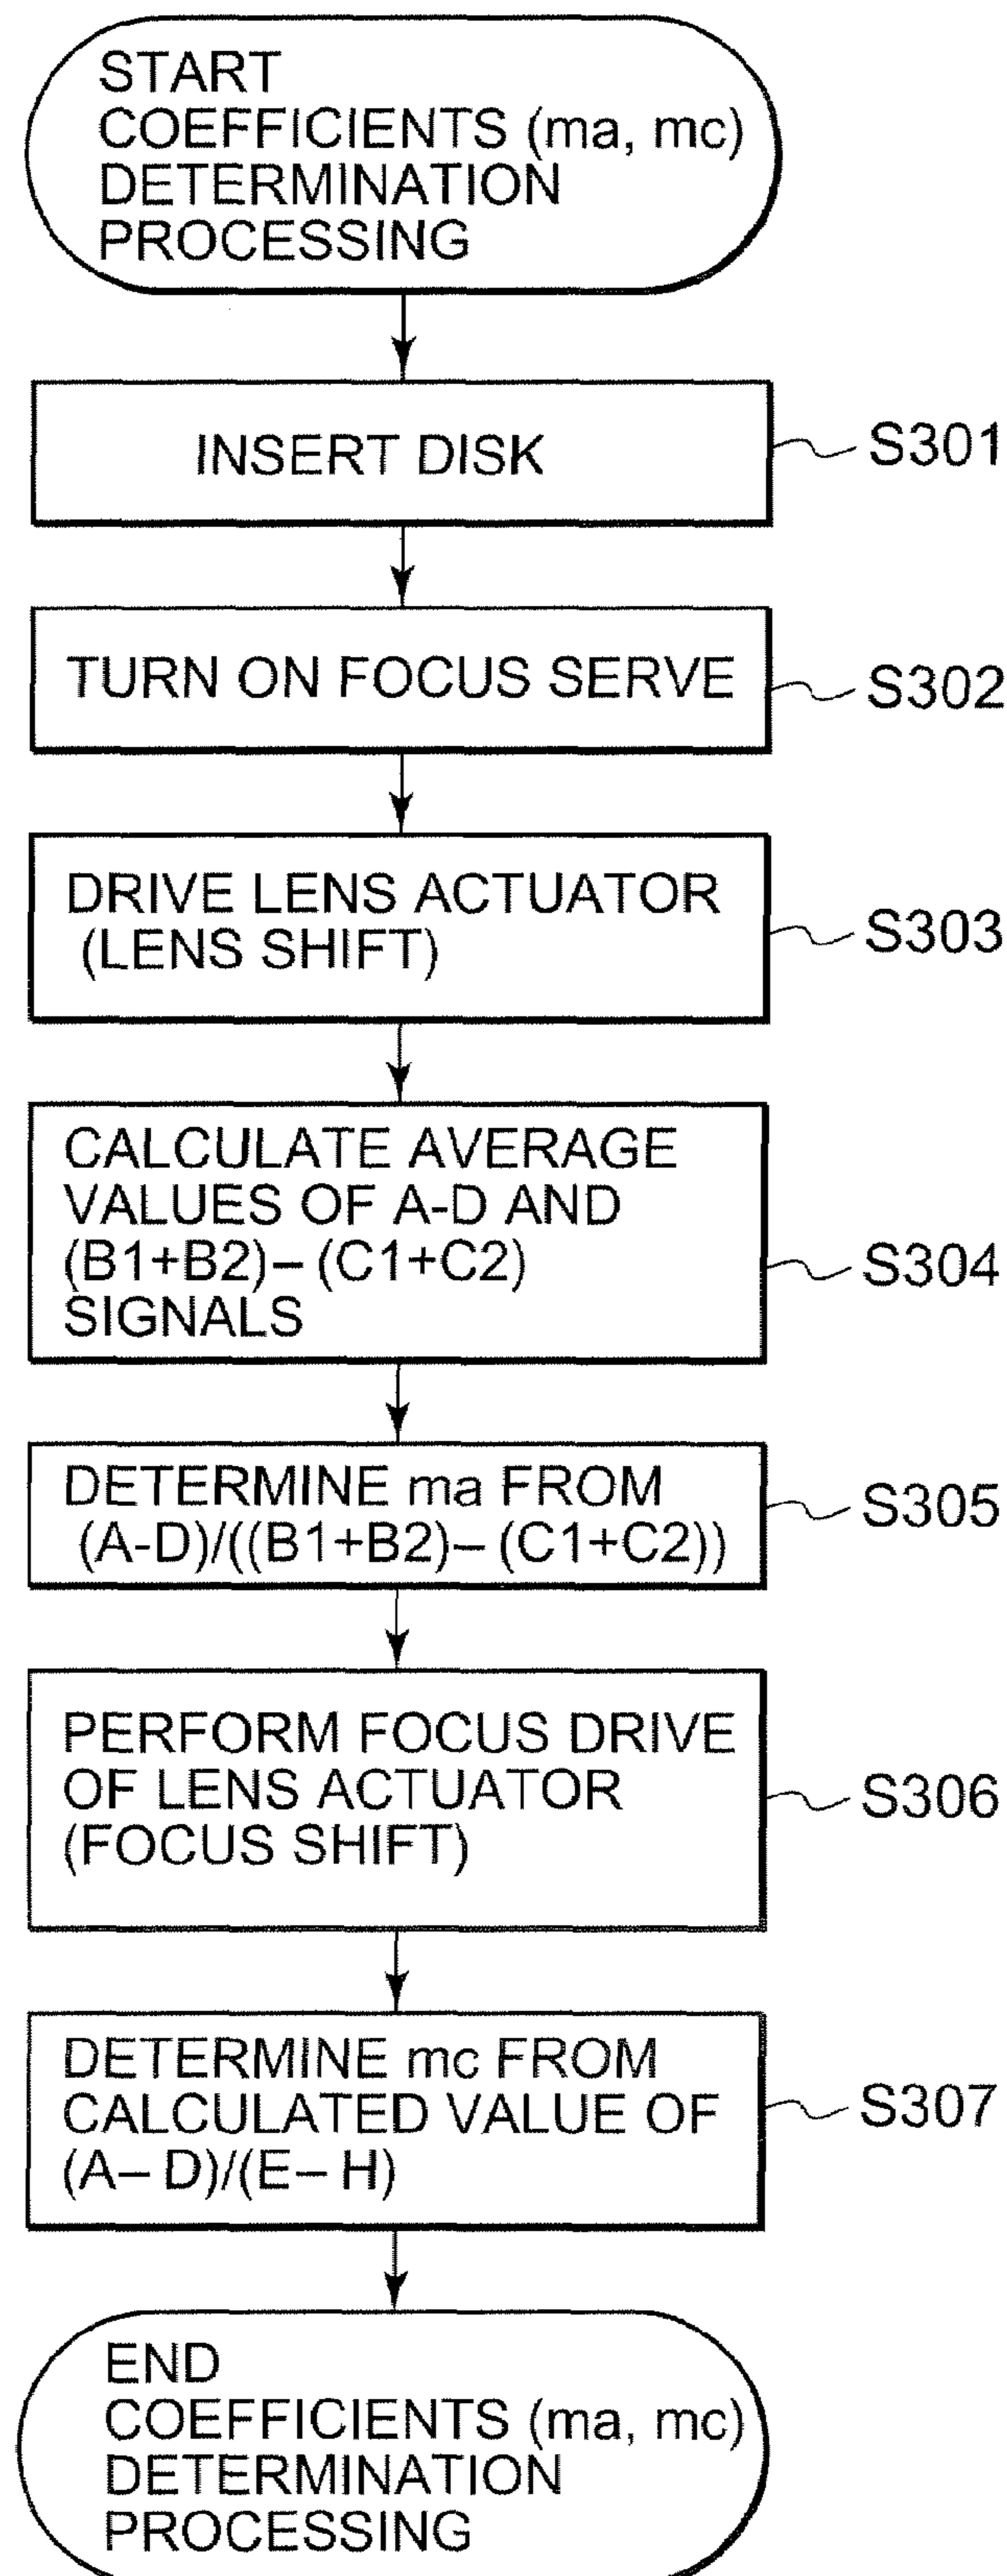 START
COEFFICIENTS (ma, mc)
DETERMINATION
PROCESSING
INSERT DISK
S301
TURN ON FOCUS SERVE
S302
DRIVE LENS ACTUATOR
(LENS SHIFT)
S303
CALCULATE AVERAGE
VALUES OF A-D AND
(B1+B2)– (C1+C2)
SIGNALS
S304
DETERMINE ma FROM
(A-D)/((B1+B2)– (C1+C2))
S305
PERFORM FOCUS DRIVE
OF LENS ACTUATOR
(FOCUS SHIFT)
S306
DETERMINE mc FROM
CALCULATED VALUE OF
(A– D)/(E– H)
S307
END
COEFFICIENTS (ma, mc)
DETERMINATION
PROCESSING